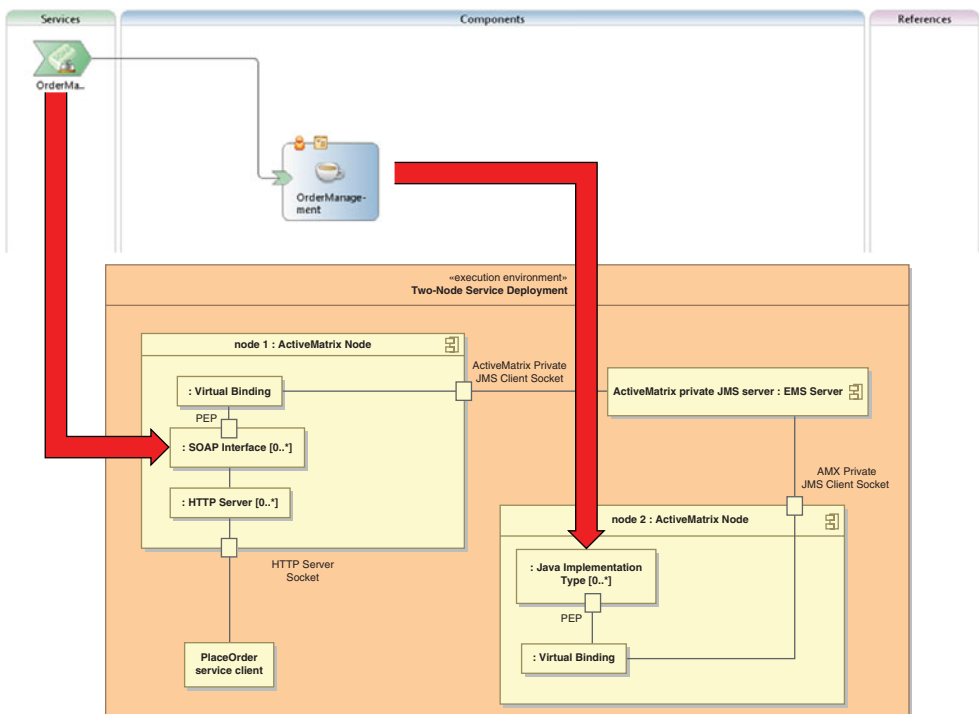 Services
Components
References
OrderMa..
OrderManage-
ment
«execution environment»
Two-Node Service Deployment
node 1 : ActiveMatrix Node
ActiveMatrix Private
JMS Client Socket
: Virtual Binding
ActiveMatrix private JMS server : EMS Server
PEP
: SOAP Interface [0..*]
AMX Private
JMS Client Socket
: HTTP Server [0..*]
node 2 : ActiveMatrix Node
HTTP Server
Socket
: Java Implementation
Type [0..*]
PEP
PlaceOrder
service client
: Virtual Binding